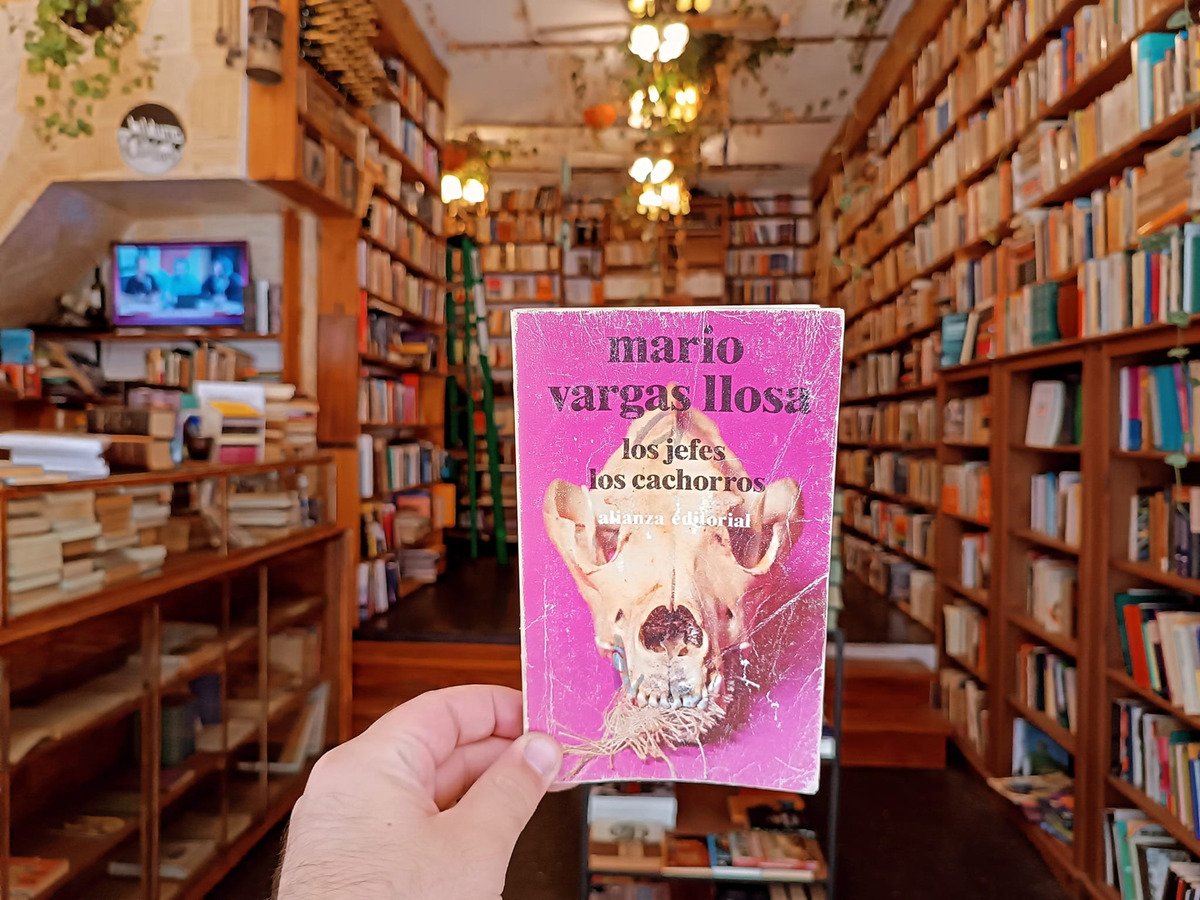 mario
vargas llosa
los jefes
los cachorros
alianza editorial